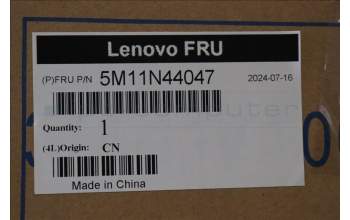 Lenovo FRU
(P)FRU P/N 5M11N44047 2024-07-16
Quantity: 1
(4L)Origin: CN
Made in China